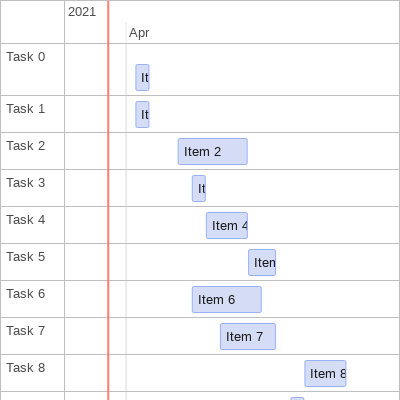 2021
Apr
Task 0
It
Task 1
It
Task 2
Item 2
Task 3
It
Task 4
Item 4
Task 5
Iten
Task 6
Item 6
Task 7
Item 7
Task 8
Item 8